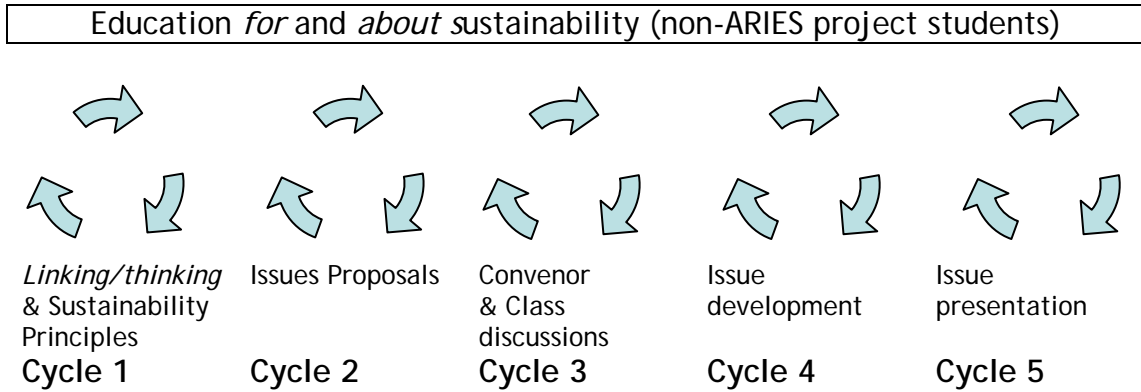 Education for and about sustainability (non-ARIES project students)
Linking/thinking
& Sustainability
Principles
Cycle 1
Issues Proposals
Cycle 2
Convenor
& Class
discussions
Cycle 3
Issue
development
Cycle 4
Issue
presentation
Cycle 5